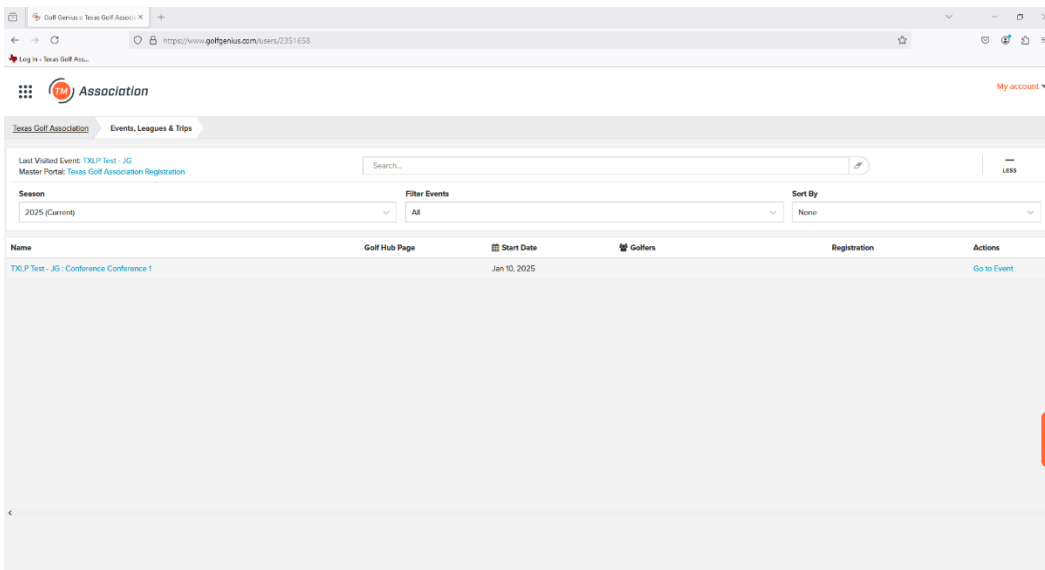 Golf Genius :: Texas Golf Associa
https://www.golfgenius.com/users/2351658
Log In - Texas Golf Ass...
TM Association
My account
Texas Golf Association Events, Leagues & Trips
Last Visited Event: TXLP Test - JG
Master Portal: Texas Golf Association Registration
Search...
LESS
Season Filter Events Sort By
2025 (Current) All None
Name Golf Hub Page Start Date Golfers Registration Actions
TXLP Test - JG : Conference Conference 1 Jan 10, 2025 Go to Event